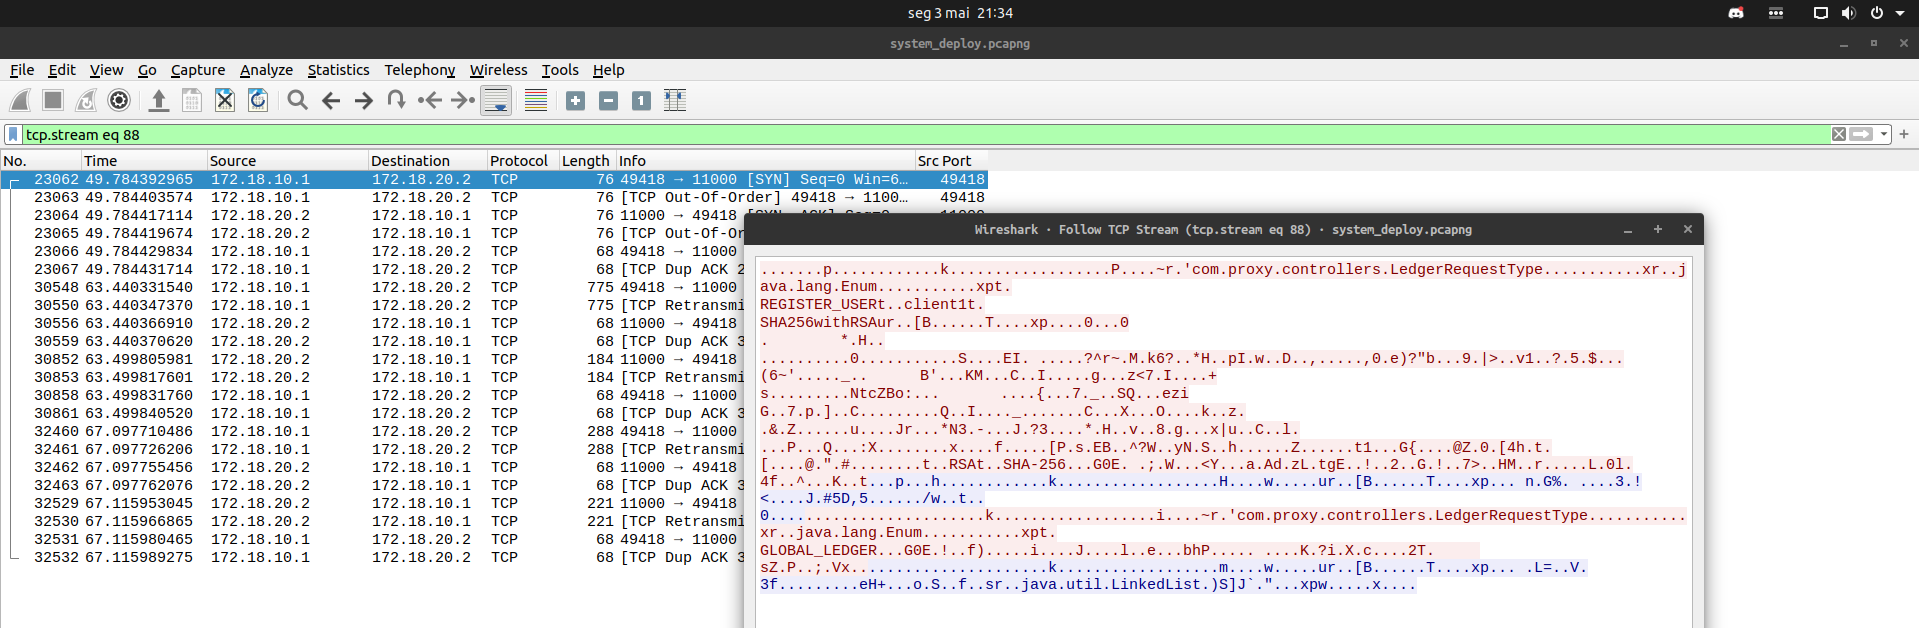 seg 3 mai 21:34
system_deploy.pcapng
File Edit View Go Capture Analyze Statistics Telephony Wireless Tools Help
tcp.stream eq 88
No. Time Source Destination Protocol Length Info Src Port
23062 49.784392965 172.18.10.1 172.18.20.2 TCP 76 49418 → 11000 [SYN] Seq=0 Win=6… 49418
23063 49.784403574 172.18.10.1 172.18.20.2 TCP 76 [TCP Out-Of-Order] 49418 → 1100… 49418
23064 49.784417114 172.18.20.2 172.18.10.1 TCP 76 11000 → 49418
23065 49.784419674 172.18.20.2 172.18.10.1 TCP 76 [TCP Out-Of-Or
23066 49.784429834 172.18.10.1 172.18.20.2 TCP 68 49418 → 11000
23067 49.784431714 172.18.10.1 172.18.20.2 TCP 68 [TCP Dup ACK 2
30548 63.440331540 172.18.10.1 172.18.20.2 TCP 775 49418 → 11000
30550 63.440347370 172.18.10.1 172.18.20.2 TCP 775 [TCP Retransmi
30556 63.440366910 172.18.20.2 172.18.10.1 TCP 68 11000 → 49418
30559 63.440370620 172.18.20.2 172.18.10.1 TCP 68 [TCP Dup ACK 3
30852 63.499805981 172.18.20.2 172.18.10.1 TCP 184 11000 → 49418
30853 63.499817601 172.18.20.2 172.18.10.1 TCP 184 [TCP Retransmi
30858 63.499831760 172.18.10.1 172.18.20.2 TCP 68 49418 → 11000
30861 63.499840520 172.18.10.1 172.18.20.2 TCP 68 [TCP Dup ACK 3
32460 67.097710486 172.18.10.1 172.18.20.2 TCP 288 49418 → 11000
32461 67.097726206 172.18.10.1 172.18.20.2 TCP 288 [TCP Retransmi
32462 67.097755456 172.18.20.2 172.18.10.1 TCP 68 11000 → 49418
32463 67.097762076 172.18.20.2 172.18.10.1 TCP 68 [TCP Dup ACK 3
32529 67.115953045 172.18.20.2 172.18.10.1 TCP 221 11000 → 49418
32530 67.115966865 172.18.20.2 172.18.10.1 TCP 221 [TCP Retransmi
32531 67.115980465 172.18.10.1 172.18.20.2 TCP 68 49418 → 11000
32532 67.115989275 172.18.10.1 172.18.20.2 TCP 68 [TCP Dup ACK 3
Wireshark · Follow TCP Stream (tcp.stream eq 88) · system_deploy.pcapng
.......p............k..................P....~r.'com.proxy.controllers.LedgerRequestType...........xr..j
ava.lang.Enum...........xpt.
REGISTER_USERt..client1t.
SHA256withRSAur..[B......T....xp....0...0
. *.H..
..........0...........S....EI. .....?^r~.M.k6?..*H..pI.w..D..,.....,0.e)?"b...9.|>..v1..?.5.$...
(6~'....._.. B'...KM...C..I.....g...z<7.I....+
s.........NtcZBo:... ....{...7._..SQ...ezi
G..7.p.]..C.........Q..I...._.......C...X...O....k..z.
.&.Z......u....Jr...*N3.-...J.?3....*.H..v..8.g...x|u..C..l.
...P...Q...:X........x....f.....[P.s.EB..^?W..yN.S..h......Z......t1...G{....@Z.0.[4h.t.
[....@.".#........t..RSAt..SHA-256...G0E. .;.W...<Y...a.Ad.zL.tgE..!..2..G.!..7>..HM..r.....L.0l.
4f..^...K..t...p...h............k..................H....w.....ur..[B......T....xp... n.G%. ....3.!
<....J.#5D,5....../w..t..
0.......................k.................i....~r.'com.proxy.controllers.LedgerRequestType...........
xr..java.lang.Enum...........xpt.
GLOBAL_LEDGER...G0E.!..f).....i....J....l..e...bhP..... ....K.?i.X.c....2T.
sZ.P..;.Vx......................k..................m....w.....ur..[B......T....xp... .L=..V.
3f.........eH+...o.S..f..sr..java.util.LinkedList.)S]J`."...xpw.....x....